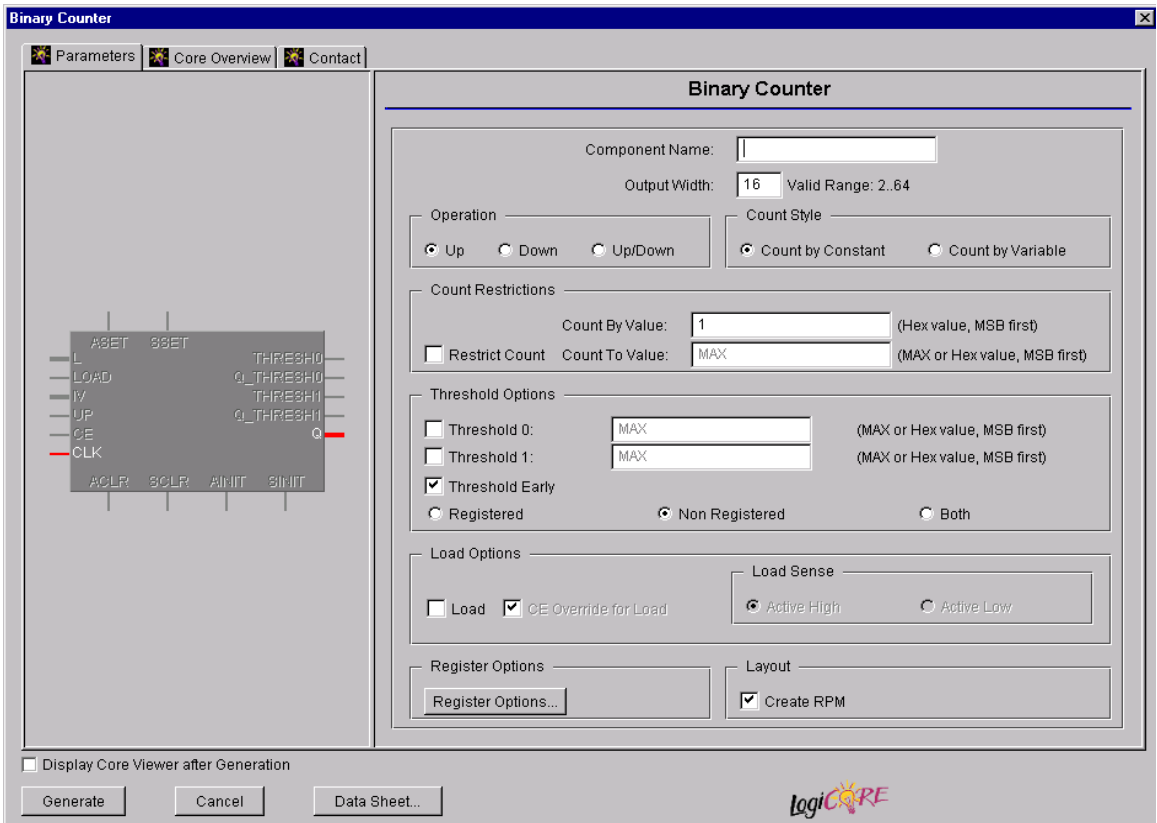 Binary Counter
Parameters Core Overview Contact
Binary Counter
Component Name:
Output Width: 16 Valid Range: 2..64
Operation
Up Down Up/Down
Count Style
Count by Constant Count by Variable
Count Restrictions
Count By Value: 1 (Hex value, MSB first)
Restrict Count Count To Value: MAX (MAX or Hex value, MSB first)
Threshold Options
Threshold 0: MAX (MAX or Hex value, MSB first)
Threshold 1: MAX (MAX or Hex value, MSB first)
Threshold Early
Registered Non Registered Both
Load Options
Load CE Override for Load
Load Sense
Active High Active Low
Register Options
Register Options...
Layout
Create RPM
ASET SSET
L THRESH0
LOAD Q_THRESH0
IV THRESH1
UP Q_THRESH1
CE Q
CLK
ACLR SCLR AINIT SINIT
Display Core Viewer after Generation
Generate Cancel Data Sheet...
LogiCORE